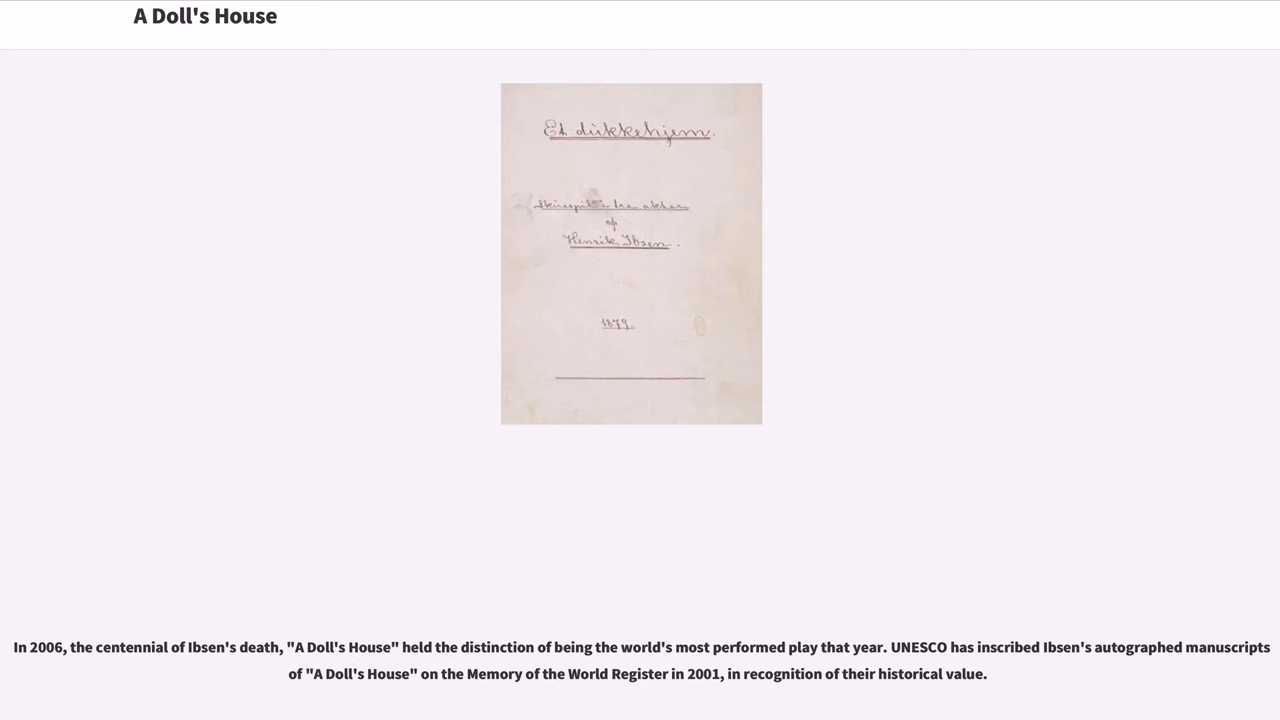 A Doll's House
Et dukkehjem.
Skuespil i tre akter
af
Henrik Ibsen.
1879.
In 2006, the centennial of Ibsen's death, "A Doll's House" held the distinction of being the world's most performed play that year. UNESCO has inscribed Ibsen's autographed manuscripts
of "A Doll's House" on the Memory of the World Register in 2001, in recognition of their historical value.